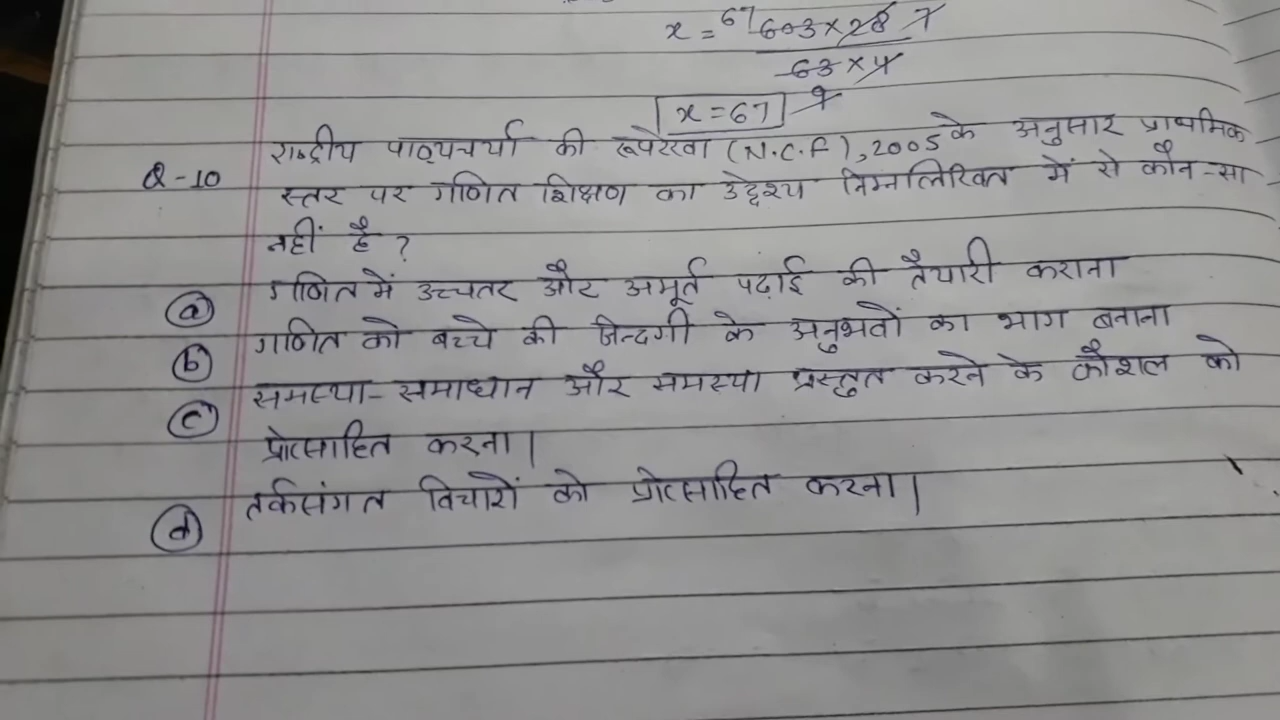 x = 67 603 × 28 7
63 × 4
x = 67 9
Q-10 राष्ट्रीय पाठ्यचर्या की रूपरेखा (N.C.F), 2005 के अनुसार प्राथमिक
स्तर पर गणित शिक्षण का उद्देश्य निम्नलिखित में से कौन-सा
नहीं है ?
(a) गणित में उच्चतर और अमूर्त पढ़ाई की तैयारी कराना
(b) गणित को बच्चे की जिन्दगी के अनुभवों का भाग बनाना
(c) समस्या-समाधान और समस्या प्रस्तुत करने के कौशल को
प्रोत्साहित करना।
(d) तर्कसंगत विचारों को प्रोत्साहित करना।